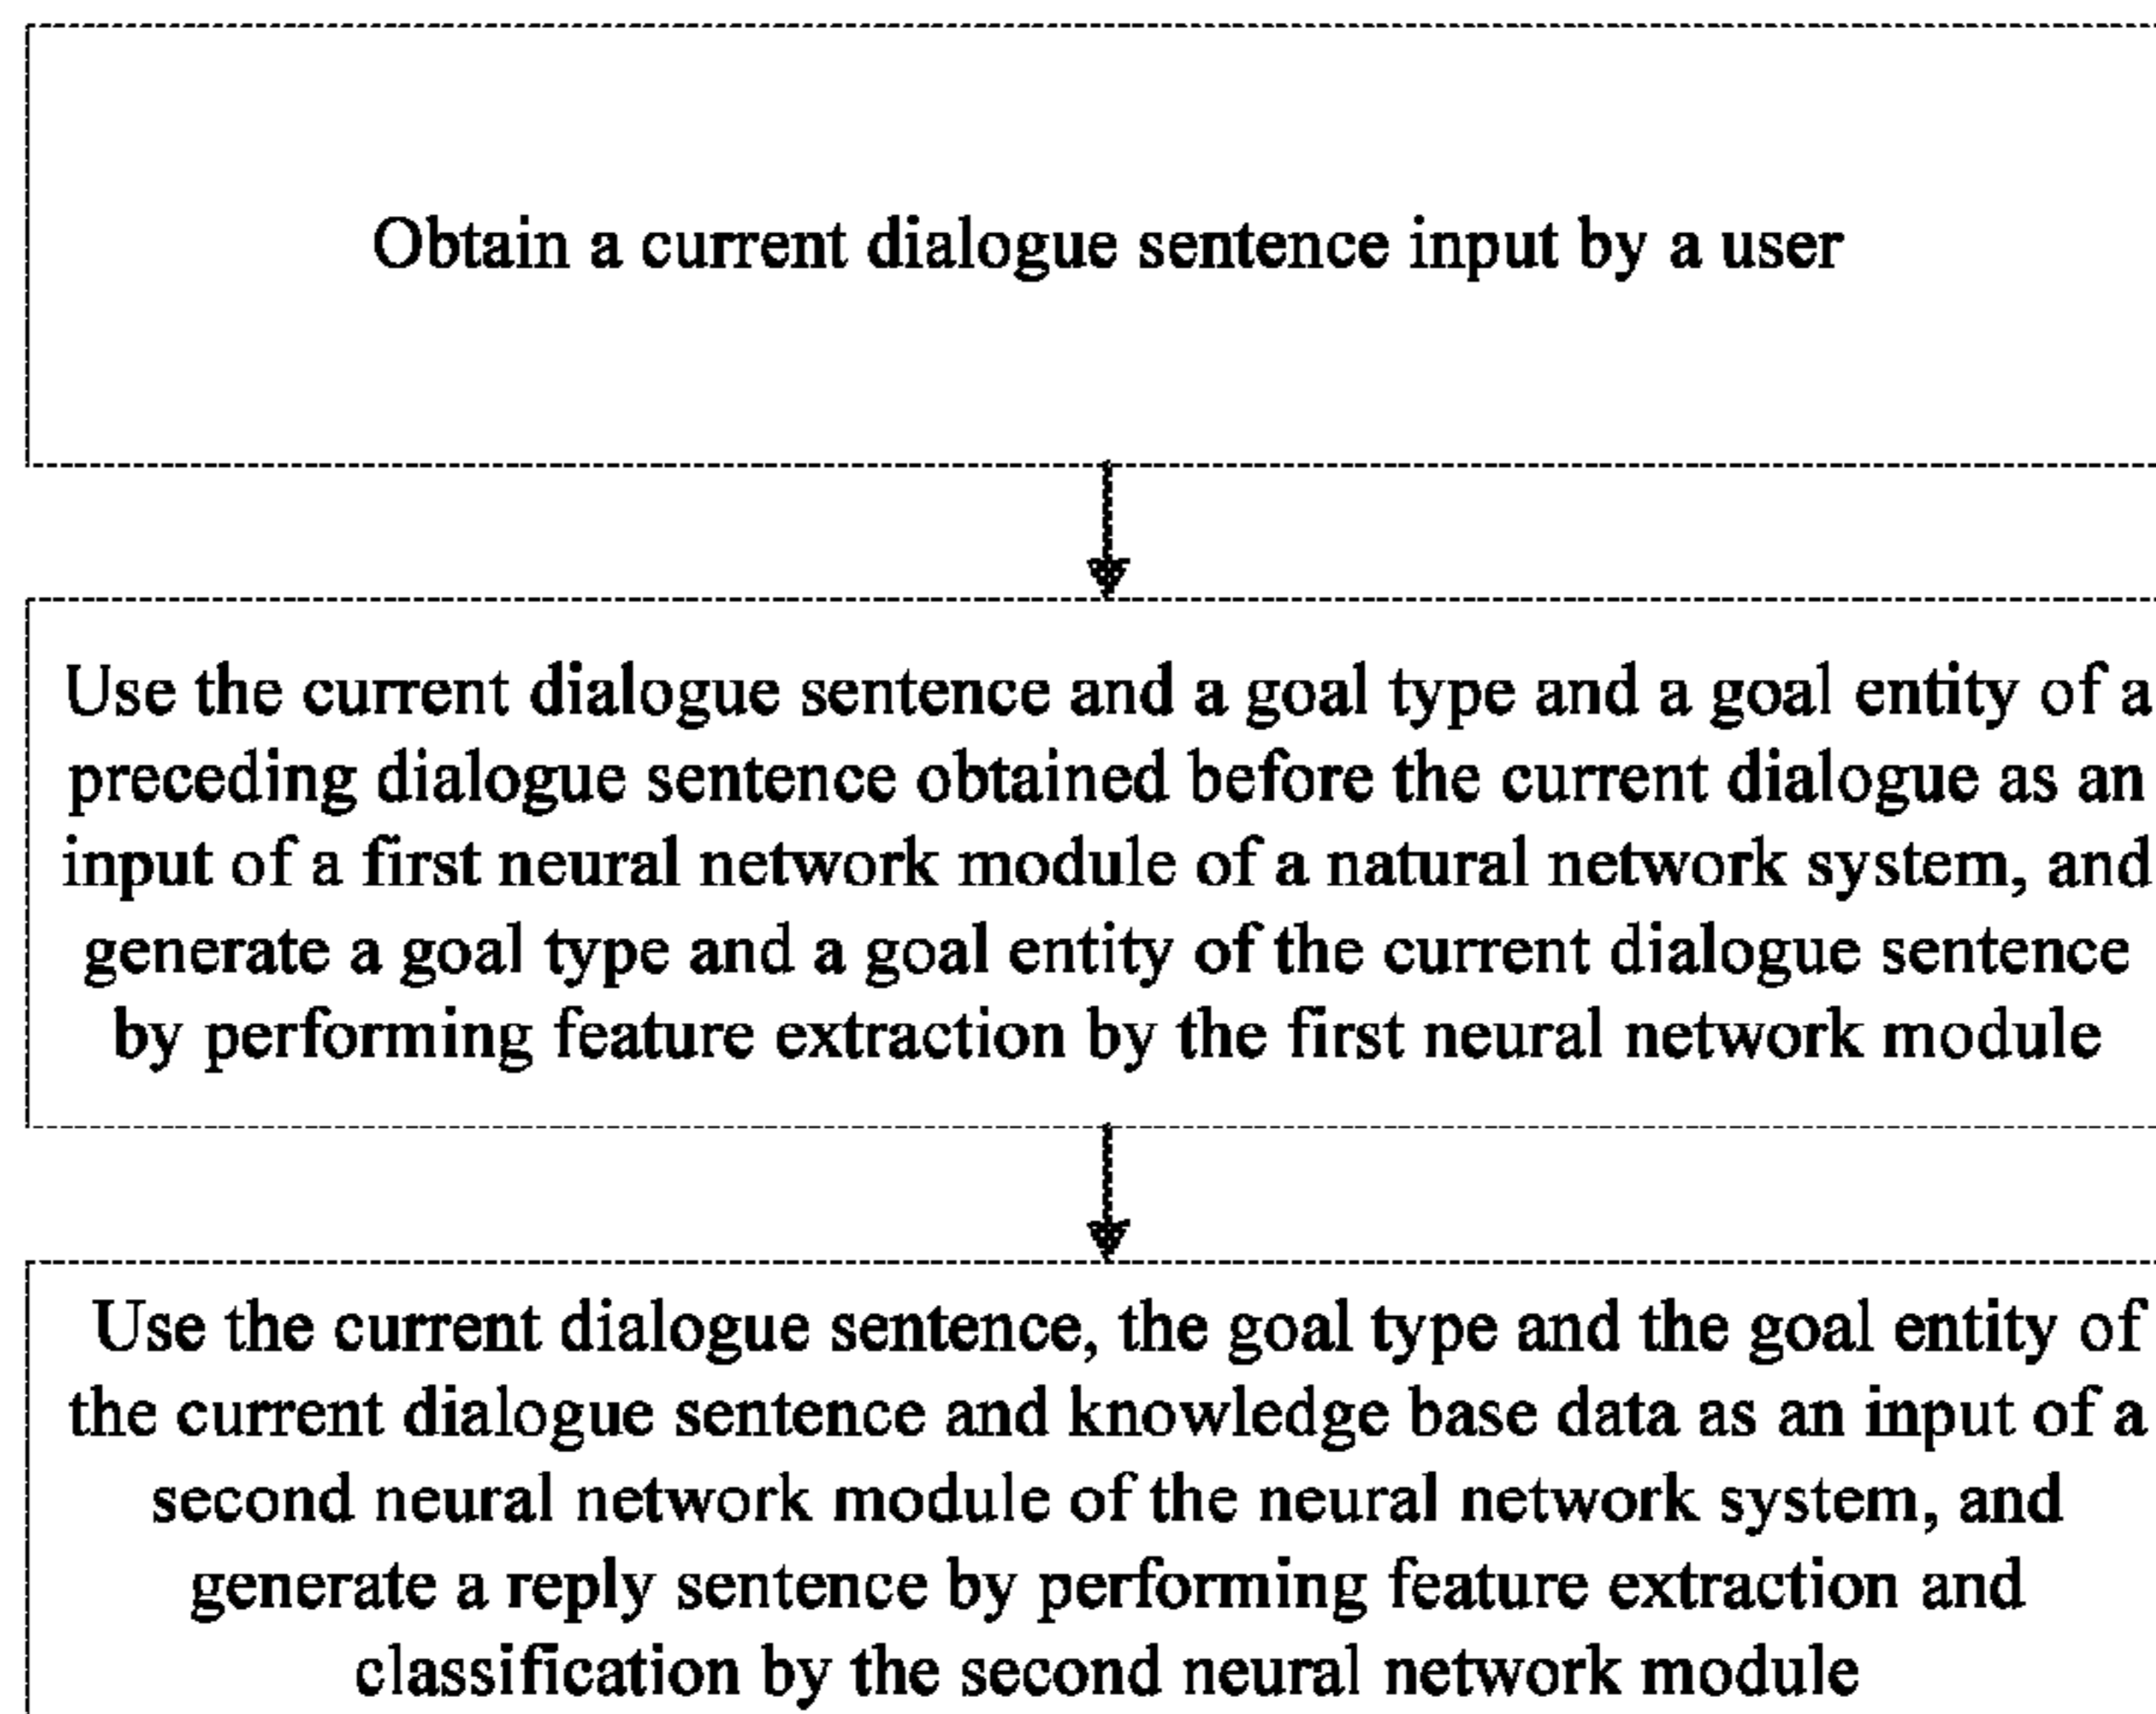 Obtain a current dialogue sentence input by a user
Use the current dialogue sentence and a goal type and a goal entity of a
preceding dialogue sentence obtained before the current dialogue as an
input of a first neural network module of a natural network system, and
generate a goal type and a goal entity of the current dialogue sentence
by performing feature extraction by the first neural network module
Use the current dialogue sentence, the goal type and the goal entity of
the current dialogue sentence and knowledge base data as an input of a
second neural network module of the neural network system, and
generate a reply sentence by performing feature extraction and
classification by the second neural network module